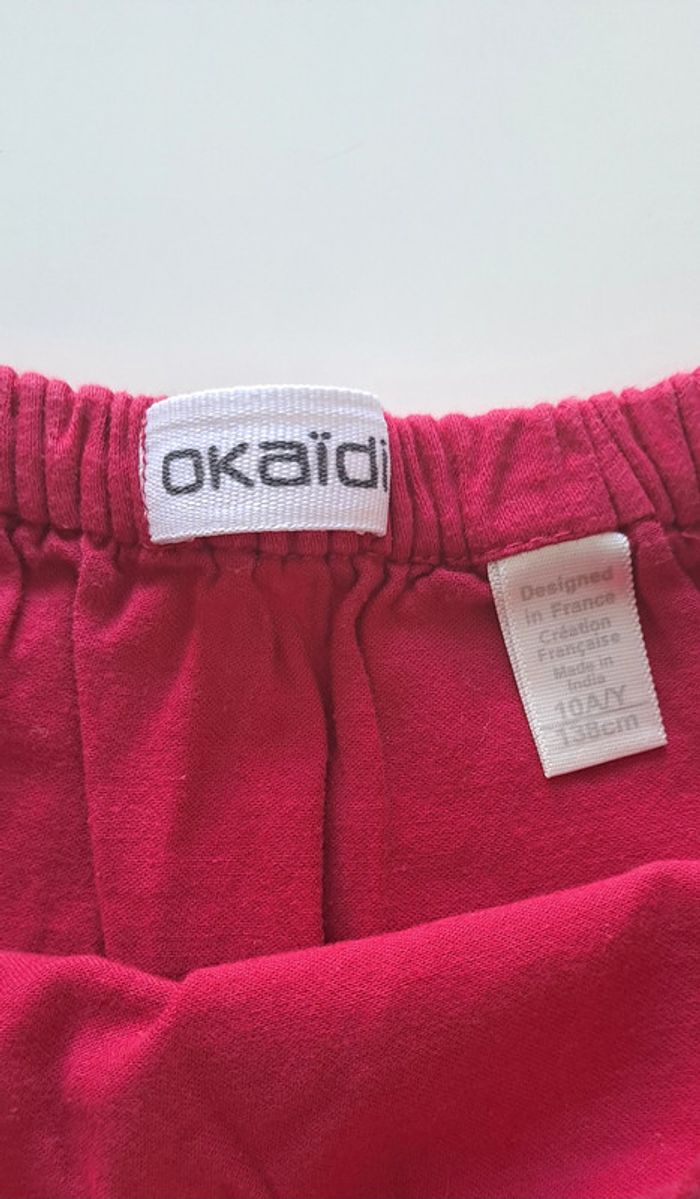 okaïdi
Designed
in France
Création
Française
Made in
India
10A/Y
138cm